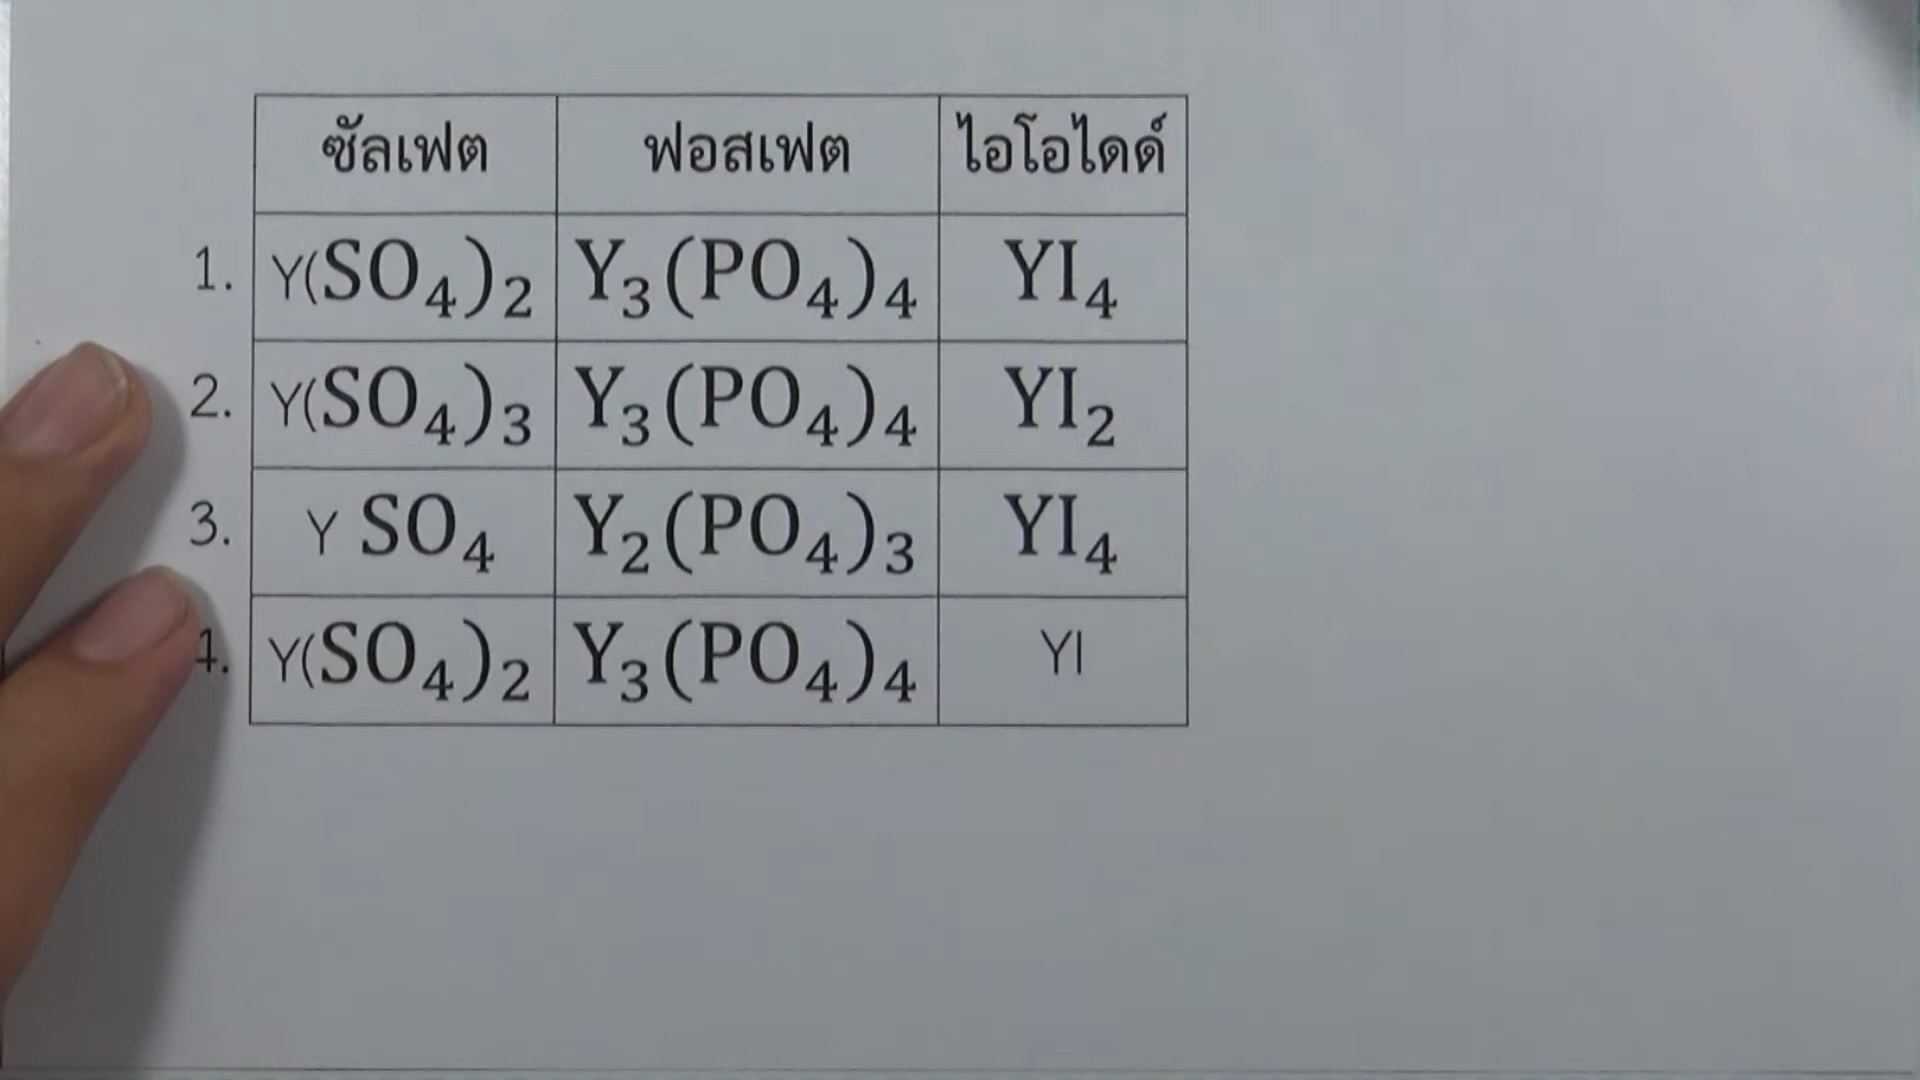 ซัลเฟต ฟอสเฟต ไอโอไดด์
1. Y(SO₄)₂ Y₃(PO₄)₄ YI₄
2. Y(SO₄)₃ Y₃(PO₄)₄ YI₂
3. Y SO₄ Y₂(PO₄)₃ YI₄
4. Y(SO₄)₂ Y₃(PO₄)₄ YI